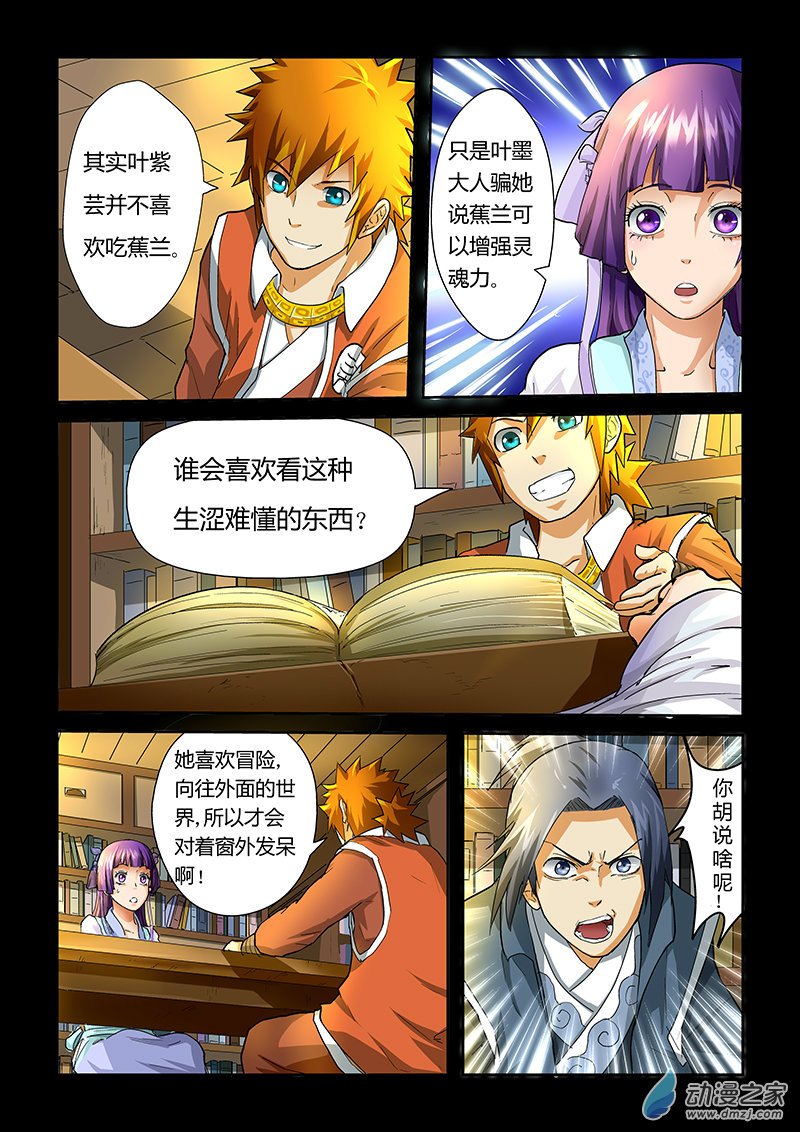 其实叶紫
芸并不喜
欢吃蕉兰。
只是叶墨
大人骗她
说蕉兰可
以增强灵
魂力。
谁会喜欢看这种
生涩难懂的东西？
她喜欢冒险,
向往外面的世
界,所以才会
对着窗外发呆
啊！
你胡说啥呢！
动漫之家
www.dmzj.com